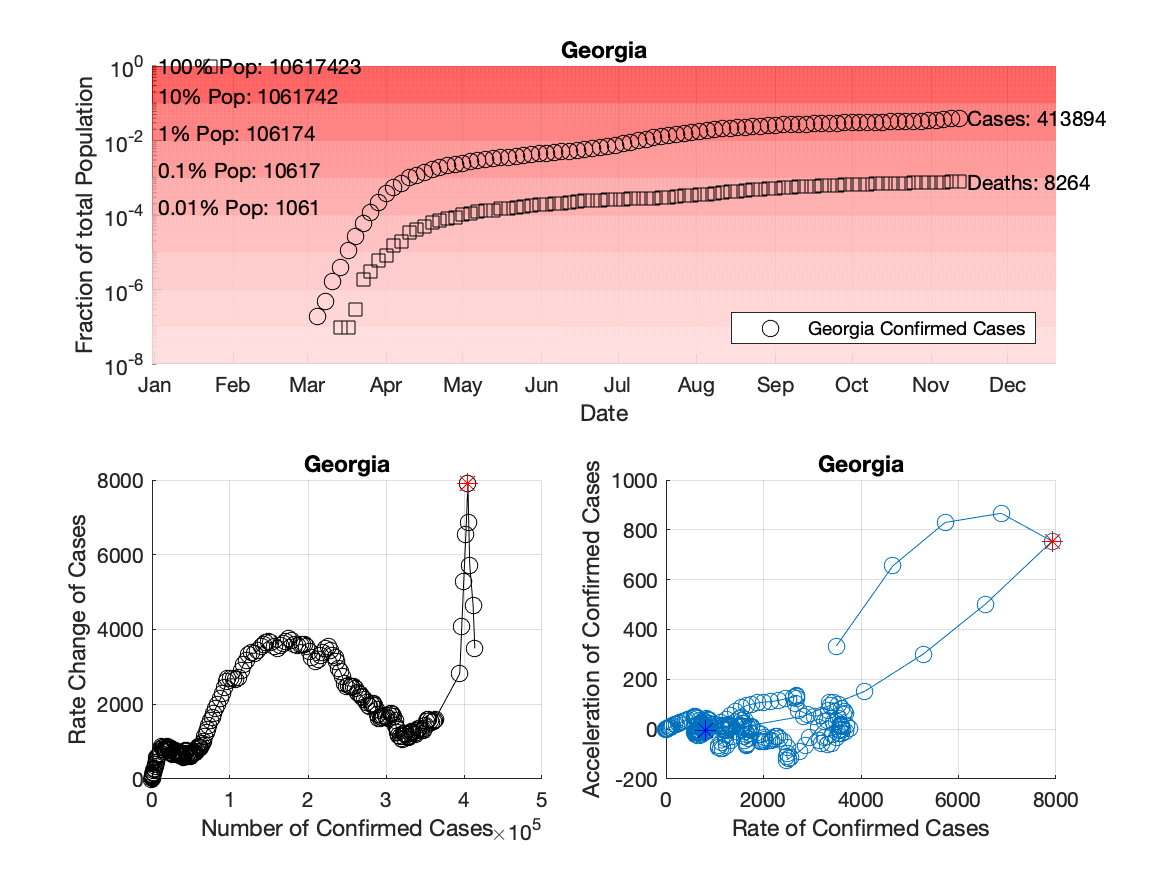 Georgia
10^0
10^-2
10^-4
10^-6
10^-8
Fraction of total Population
100% Pop: 10617423
10% Pop: 1061742
1% Pop: 106174
0.1% Pop: 10617
0.01% Pop: 1061
Cases: 413894
Deaths: 8264
Georgia Confirmed Cases
Jan Feb Mar Apr May Jun Jul Aug Sep Oct Nov Dec
Date
Georgia
8000
6000
4000
2000
0
Rate Change of Cases
0 1 2 3 4 5
Number of Confirmed Cases ×10^5
Georgia
1000
800
600
400
200
0
-200
Acceleration of Confirmed Cases
0 2000 4000 6000 8000
Rate of Confirmed Cases